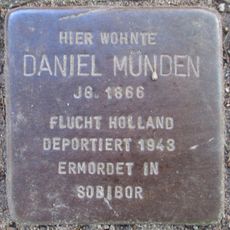 HIER WOHNTE
DANIEL MÜNDEN
JG. 1866
FLUCHT HOLLAND
DEPORTIERT 1943
ERMORDET IN
SOBIBOR